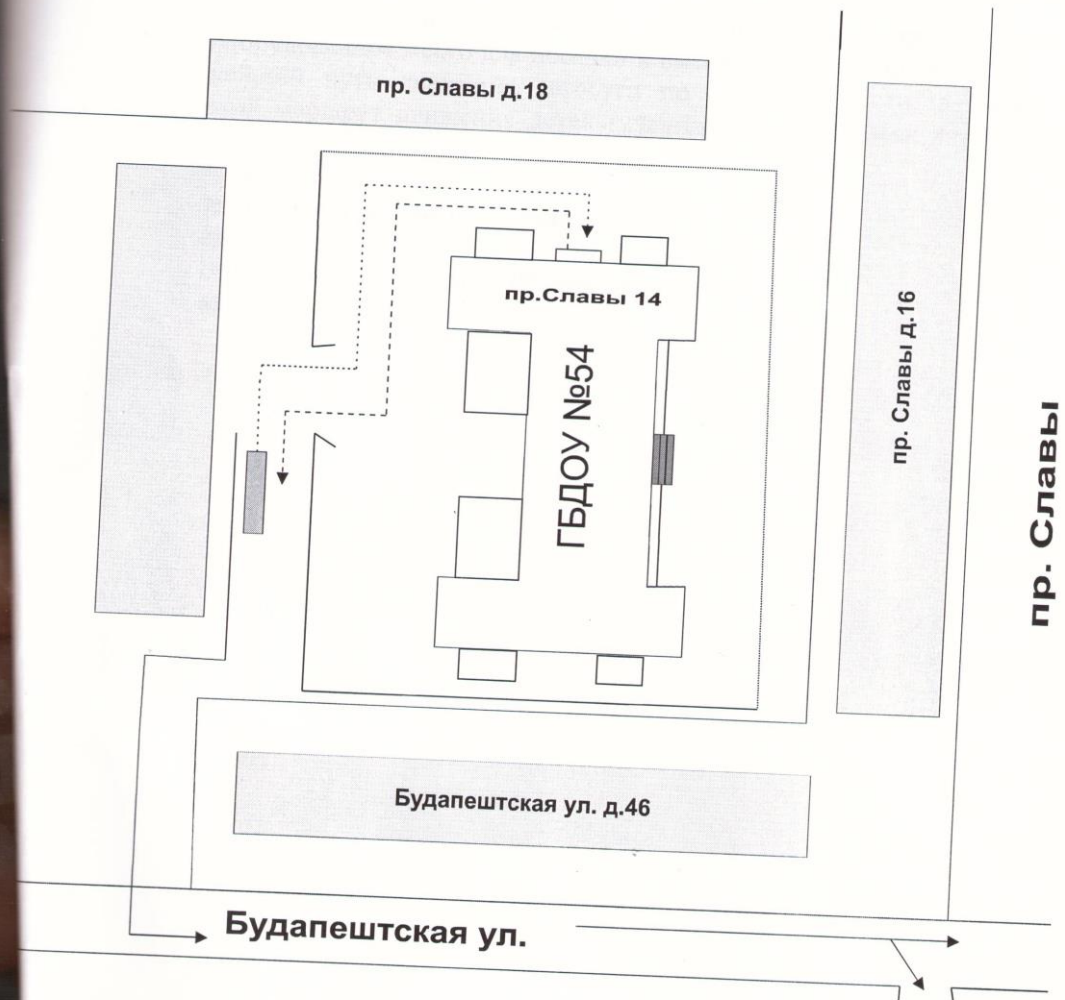 пр. Славы д.18
пр.Славы 14
ГБДОУ №54
пр. Славы д.16
пр. Славы
Будапештская ул. д.46
Будапештская ул.